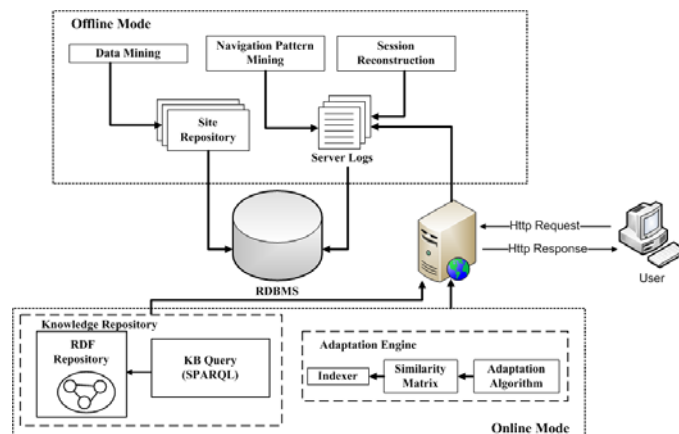 Offline Mode
Data Mining
Navigation Pattern
Mining
Session
Reconstruction
Site
Repository
Server Logs
RDBMS
Http Request
Http Response
User
Knowledge Repository
RDF
Repository
KB Query
(SPARQL)
Adaptation Engine
Indexer
Similarity
Matrix
Adaptation
Algorithm
Online Mode